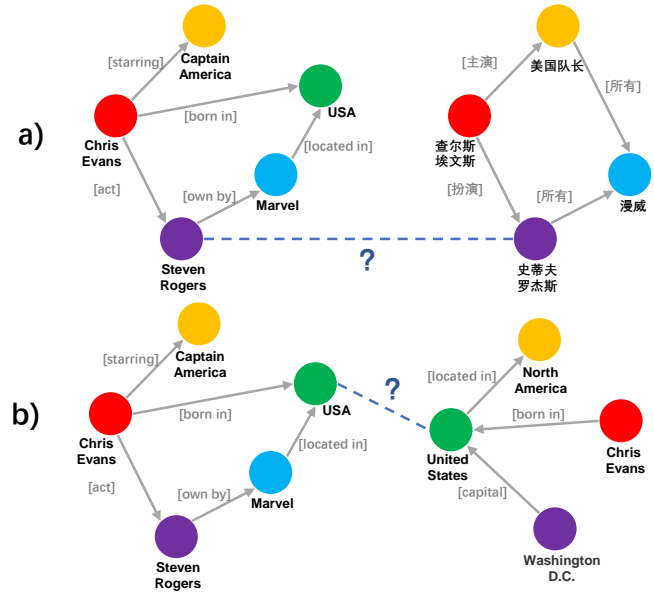 a)
[starring]
Captain
America
[born in]
USA
Chris
Evans
[located in]
[act]
[own by]
Marvel
Steven
Rogers
?
[主演]
美国队长
[所有]
查尔斯
埃文斯
[扮演]
[所有]
漫威
史蒂夫
罗杰斯
b)
[starring]
Captain
America
[born in]
USA
Chris
Evans
[located in]
[act]
[own by]
Marvel
Steven
Rogers
?
[located in]
North
America
[born in]
United
States
Chris
Evans
[capital]
Washington
D.C.